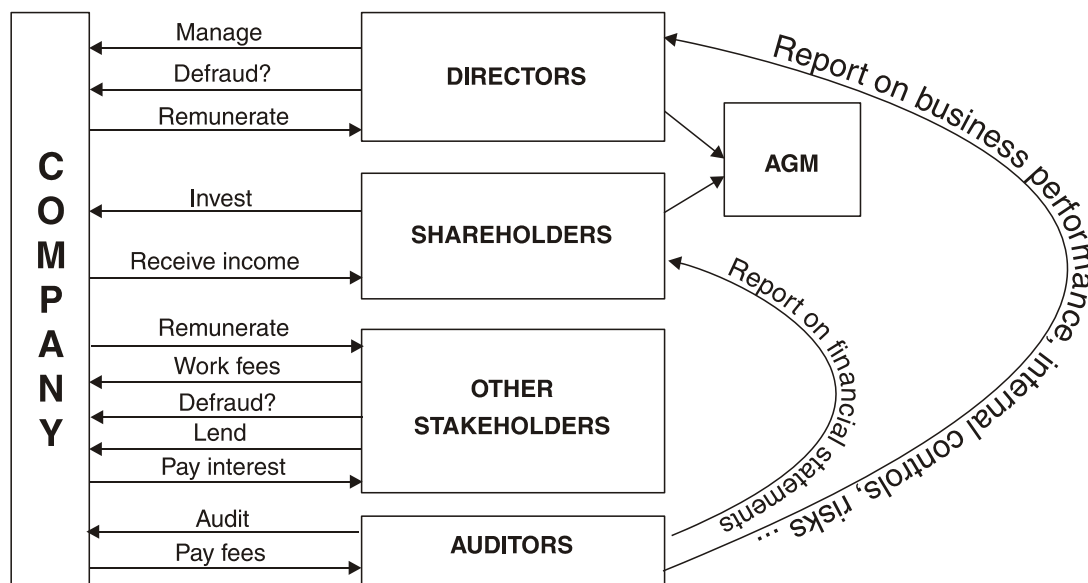 COMPANY
Manage
Defraud?
Remunerate
DIRECTORS
AGM
Invest
Receive income
SHAREHOLDERS
Remunerate
Work fees
Defraud?
Lend
Pay interest
OTHER
STAKEHOLDERS
Audit
Pay fees
AUDITORS
Report on financial statements
Report on business performance, internal controls, risks ...